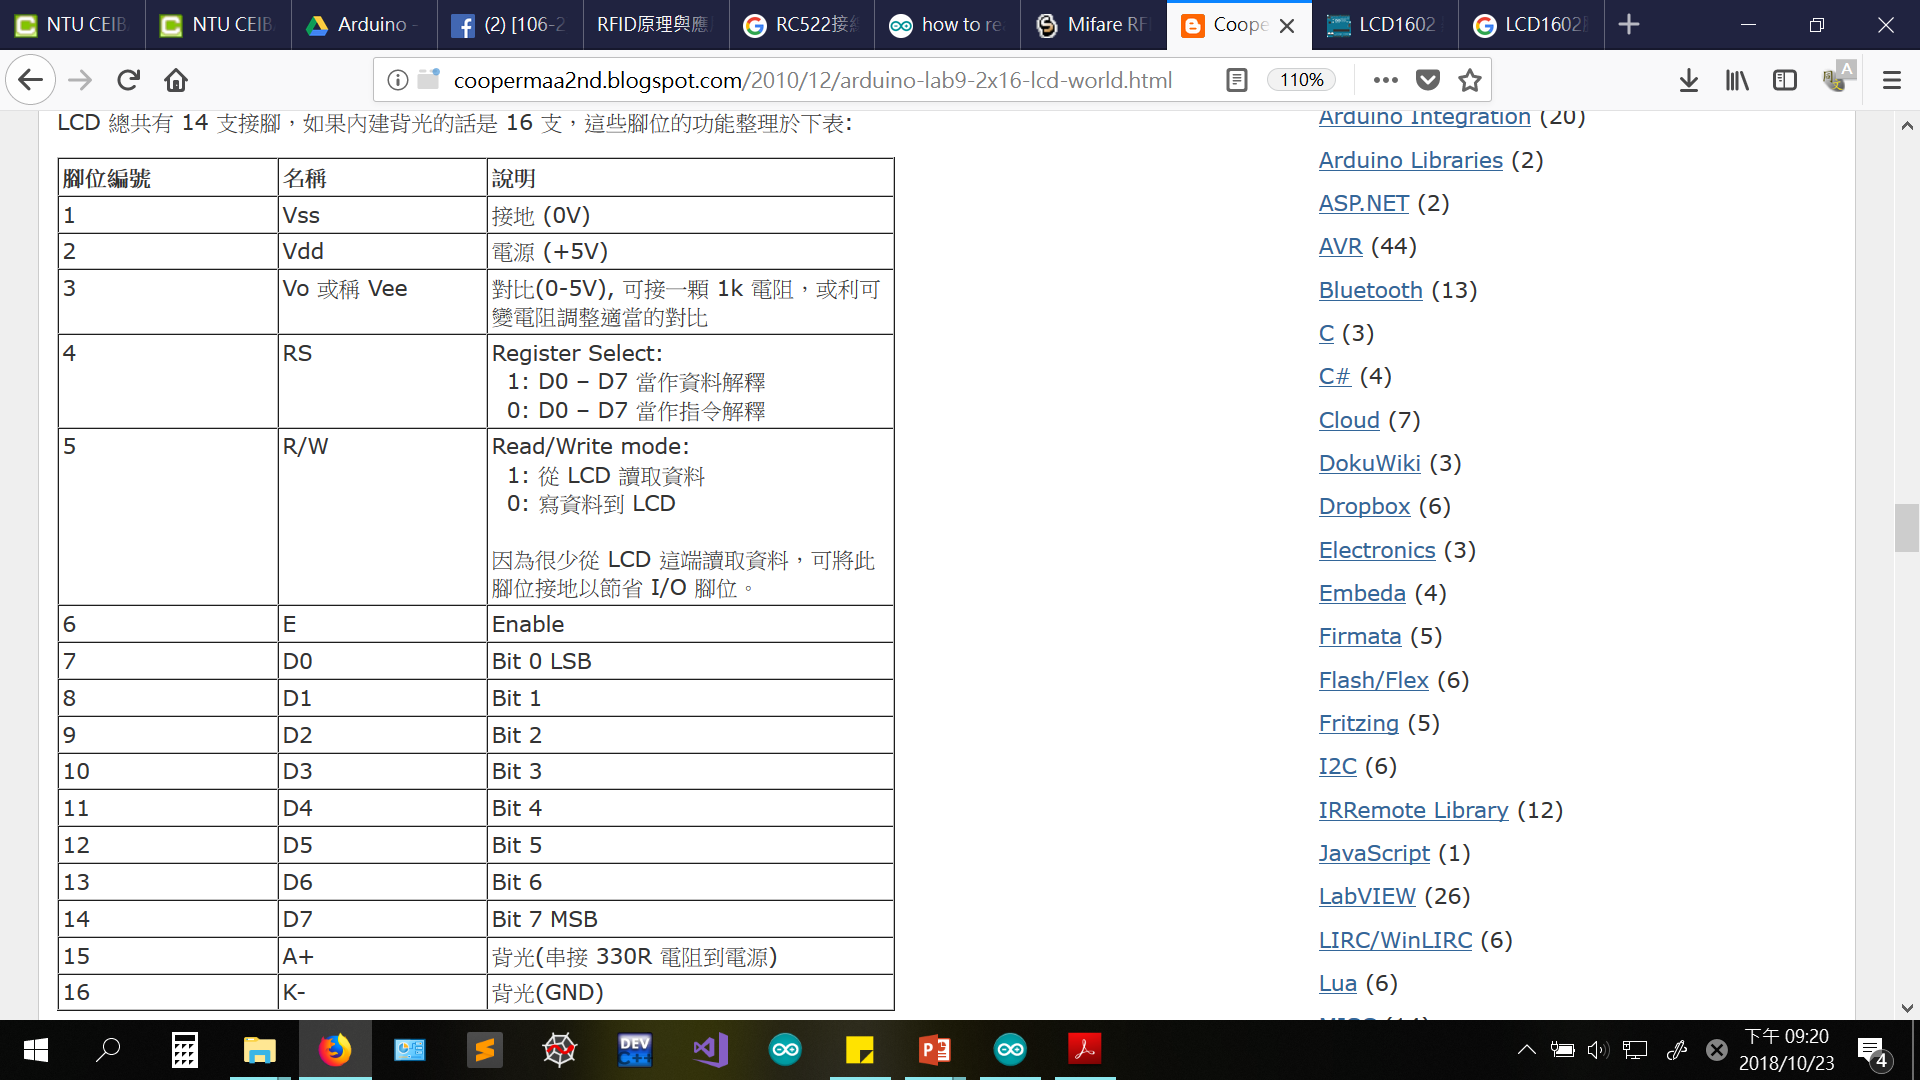 NTU CEIB
NTU CEIB
Arduino -
(2) [106-2
RFID原理與應
RC522接
how to re
Mifare RF
Coope
LCD1602
LCD1602
coopermaa2nd.blogspot.com/2010/12/arduino-lab9-2x16-lcd-world.html
110%
A
LCD 總共有 14 支接腳，如果內建背光的話是 16 支，這些腳位的功能整理於下表:
腳位編號 名稱 說明
1 Vss 接地 (0V)
2 Vdd 電源 (+5V)
3 Vo 或稱 Vee 對比(0-5V), 可接一顆 1k 電阻，或利可
變電阻調整適當的對比
4 RS Register Select:
1: D0 – D7 當作資料解釋
0: D0 – D7 當作指令解釋
5 R/W Read/Write mode:
1: 從 LCD 讀取資料
0: 寫資料到 LCD
因為很少從 LCD 這端讀取資料，可將此
腳位接地以節省 I/O 腳位。
6 E Enable
7 D0 Bit 0 LSB
8 D1 Bit 1
9 D2 Bit 2
10 D3 Bit 3
11 D4 Bit 4
12 D5 Bit 5
13 D6 Bit 6
14 D7 Bit 7 MSB
15 A+ 背光(串接 330R 電阻到電源)
16 K- 背光(GND)
Arduino Integration (20)
Arduino Libraries (2)
ASP.NET (2)
AVR (44)
Bluetooth (13)
C (3)
C# (4)
Cloud (7)
DokuWiki (3)
Dropbox (6)
Electronics (3)
Embeda (4)
Firmata (5)
Flash/Flex (6)
Fritzing (5)
I2C (6)
IRRemote Library (12)
JavaScript (1)
LabVIEW (26)
LIRC/WinLIRC (6)
Lua (6)
DEV
C++
下午 09:20
2018/10/23
4